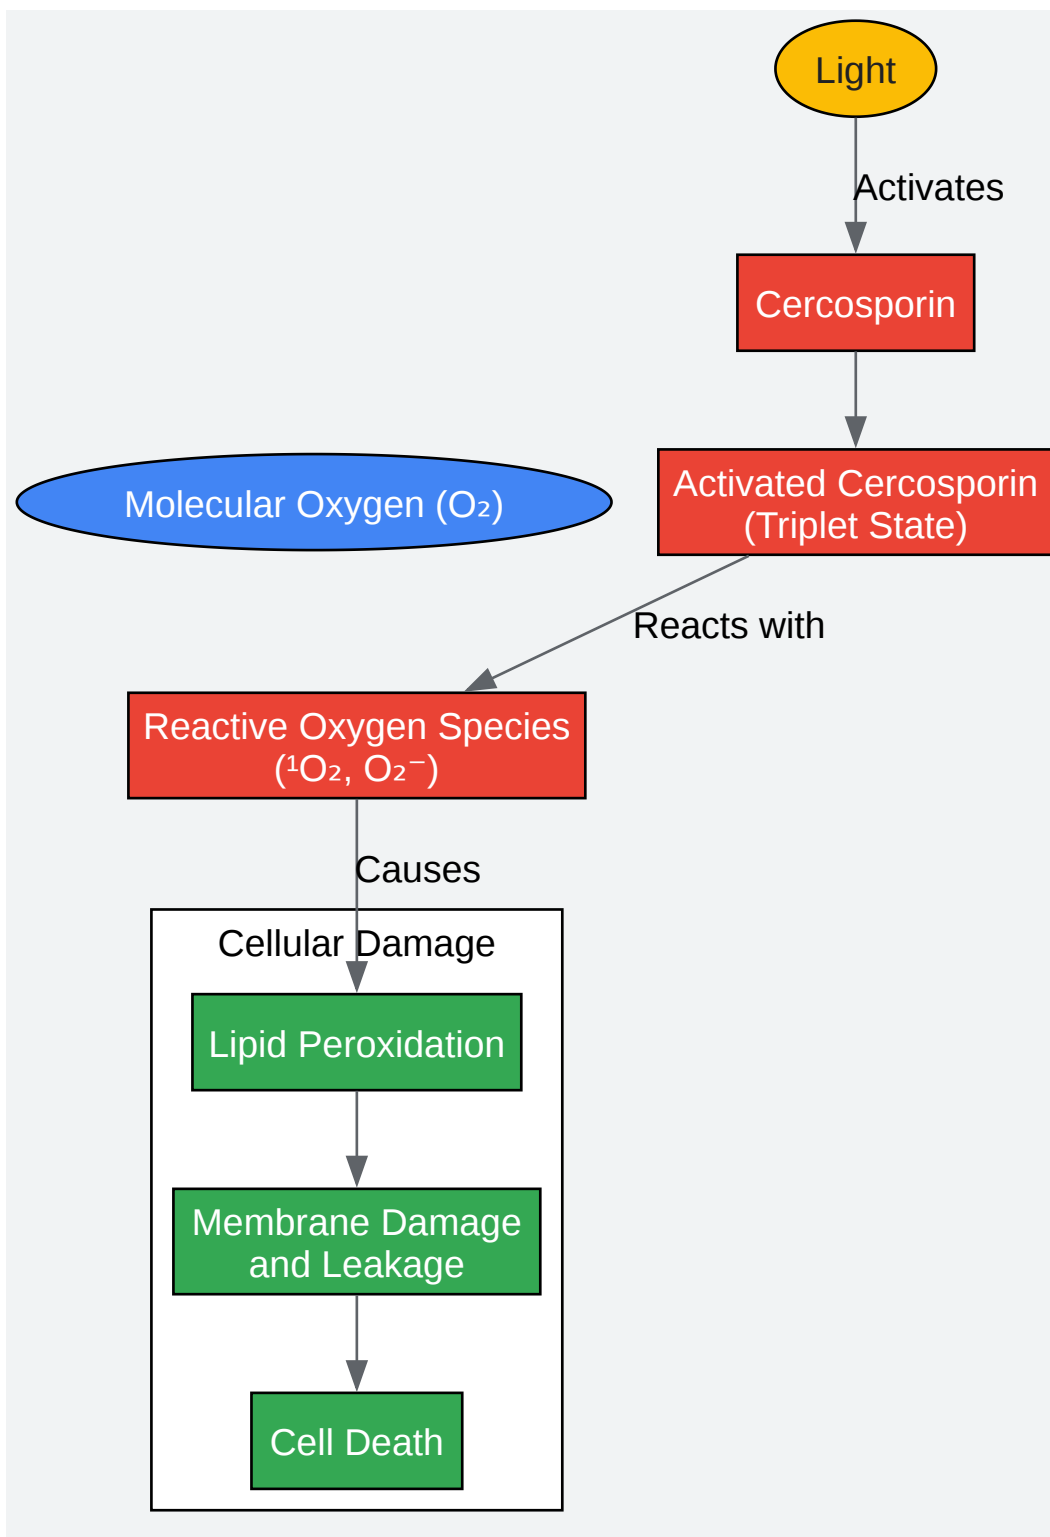 Light
Activates
Cercosporin
Molecular Oxygen (O₂)
Activated Cercosporin
(Triplet State)
Reacts with
Reactive Oxygen Species
(¹O₂, O₂⁻)
Causes
Cellular Damage
Lipid Peroxidation
Membrane Damage
and Leakage
Cell Death